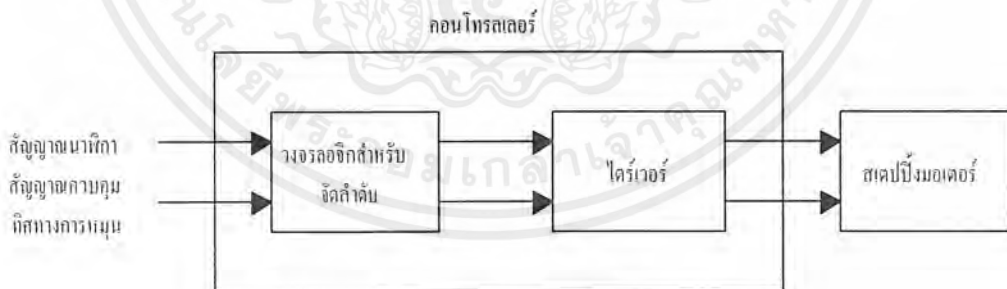 คอนโทรลเลอร์
สัญญาณนาฬิกา
สัญญาณควบคุม
ทิศทางการหมุน
วงจรลอจิกสำหรับ
จัดลำดับ
ไดร์เวอร์
สเตปปิ้งมอเตอร์